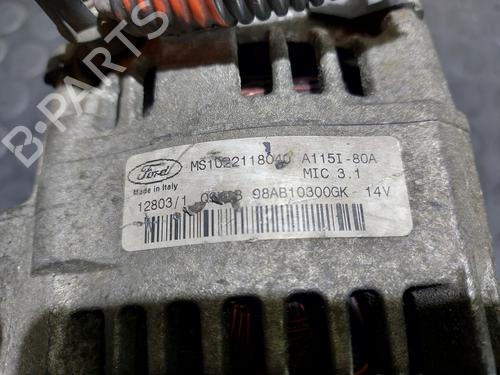 B-PARTS
Ford MS1022118040 A115I-80A
Made in Italy MIC 3.1
12803/1 98AB10300GK - 14V